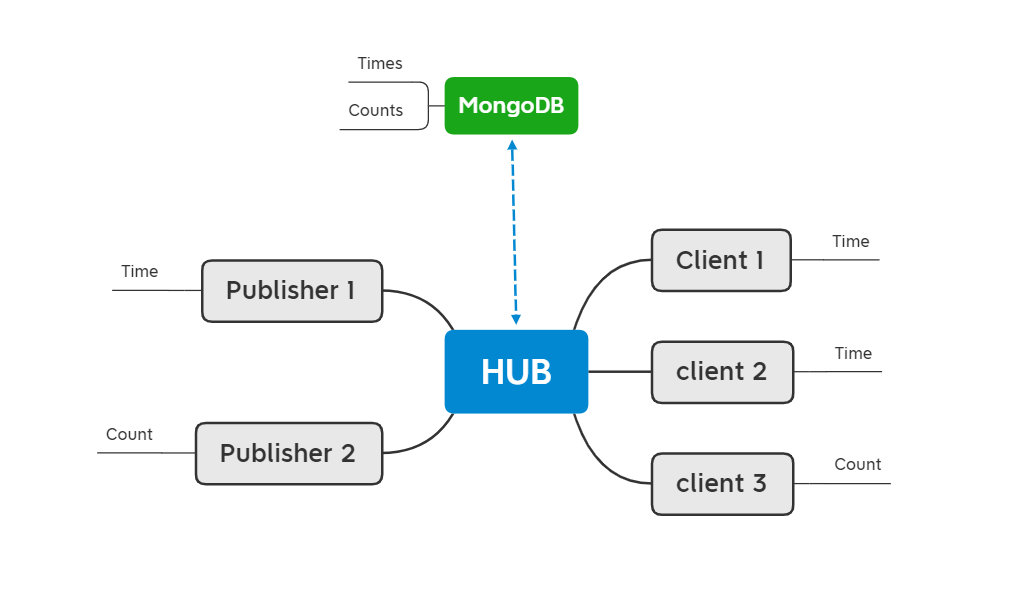 Times
MongoDB
Counts
Time
Publisher 1
Count
Publisher 2
HUB
Client 1
Time
client 2
Time
client 3
Count